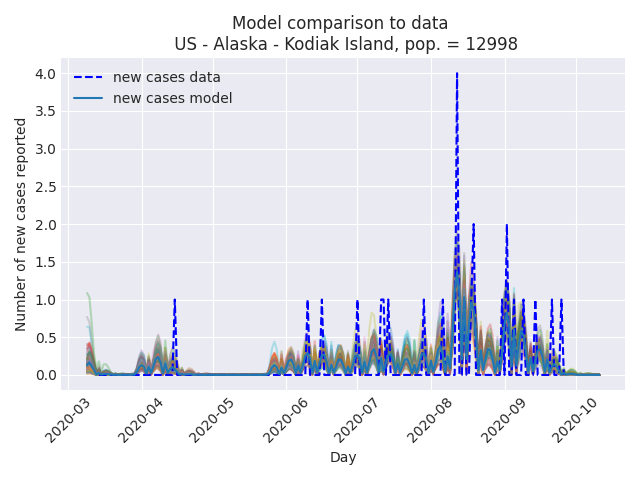 Model comparison to data
US - Alaska - Kodiak Island, pop. = 12998
new cases data
new cases model
Number of new cases reported
4.0
3.5
3.0
2.5
2.0
1.5
1.0
0.5
0.0
2020-03
2020-04
2020-05
2020-06
2020-07
2020-08
2020-09
2020-10
Day